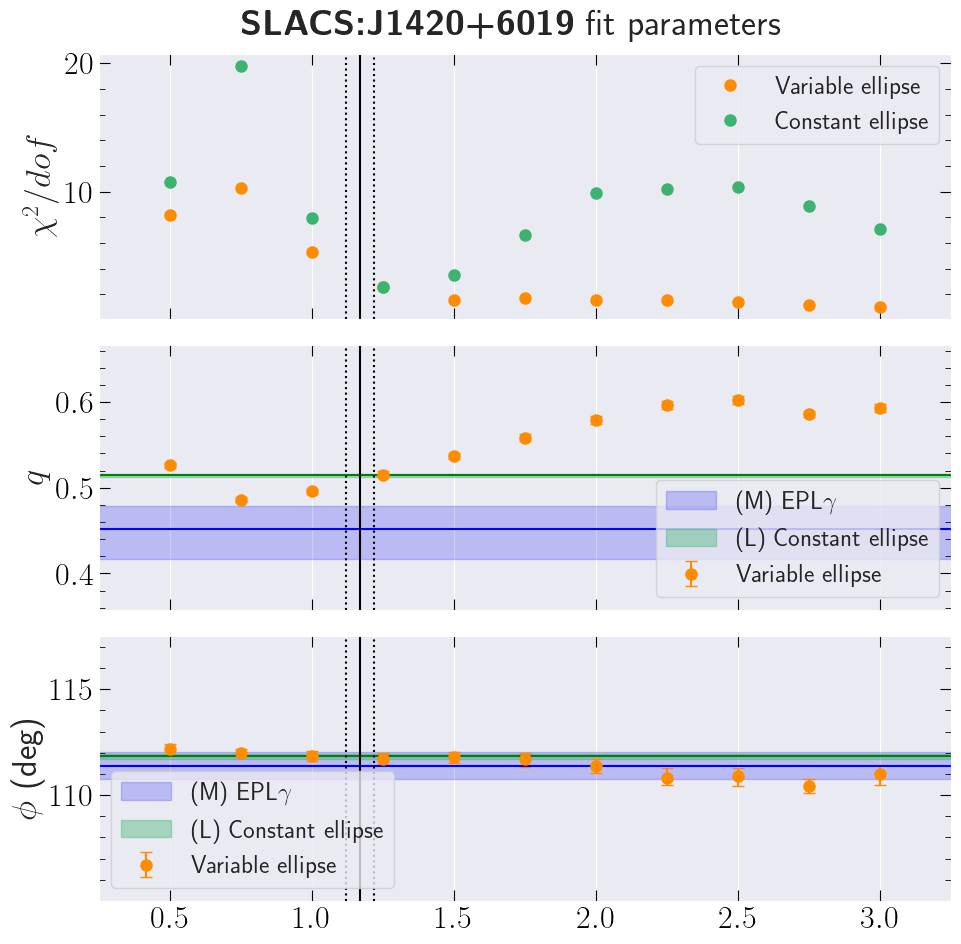 SLACS:J1420+6019 fit parameters
20
10
χ²/dof
Variable ellipse
Constant ellipse
0.6
0.5
0.4
q
(M) EPLγ
(L) Constant ellipse
Variable ellipse
115
110
ϕ (deg)
(M) EPLγ
(L) Constant ellipse
Variable ellipse
0.5 1.0 1.5 2.0 2.5 3.0